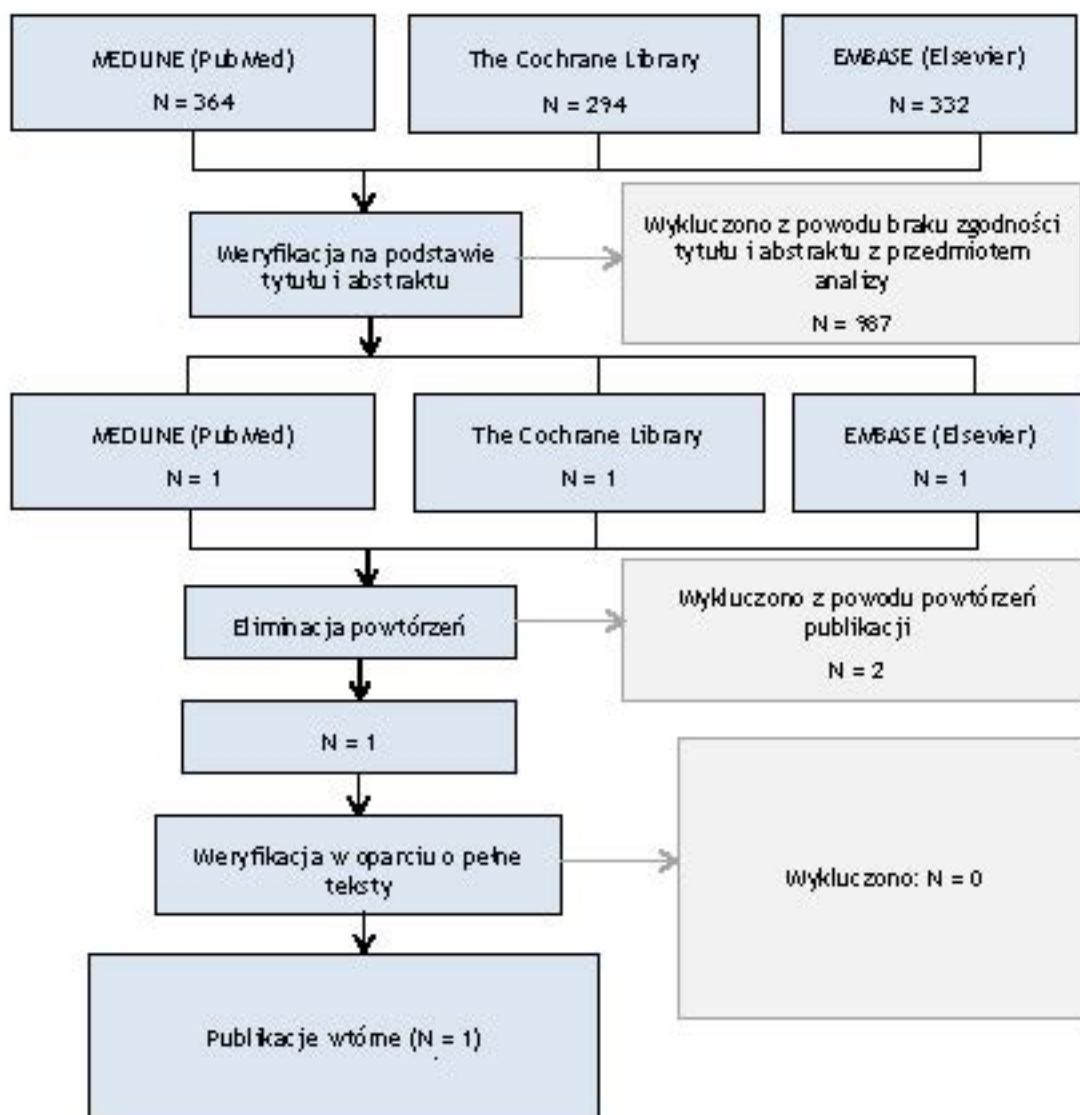 MEDLINE (PubMed)
N = 364
The Cochrane Library
N = 294
EMBASE (Elsevier)
N = 332
Weryfikacja na podstawie
tytułu i abstraktu
Wykluczono z powodu braku zgodności
tytułu i abstraktu z przedmiotem
analizy
N = 987
MEDLINE (PubMed)
N = 1
The Cochrane Library
N = 1
EMBASE (Elsevier)
N = 1
Eliminacja powtórzeń
Wykluczono z powodu powtórzeń
publikacji
N = 2
N = 1
Weryfikacja w oparciu o pełne
teksty
Wykluczono: N = 0
Publikacje wtórne (N = 1)